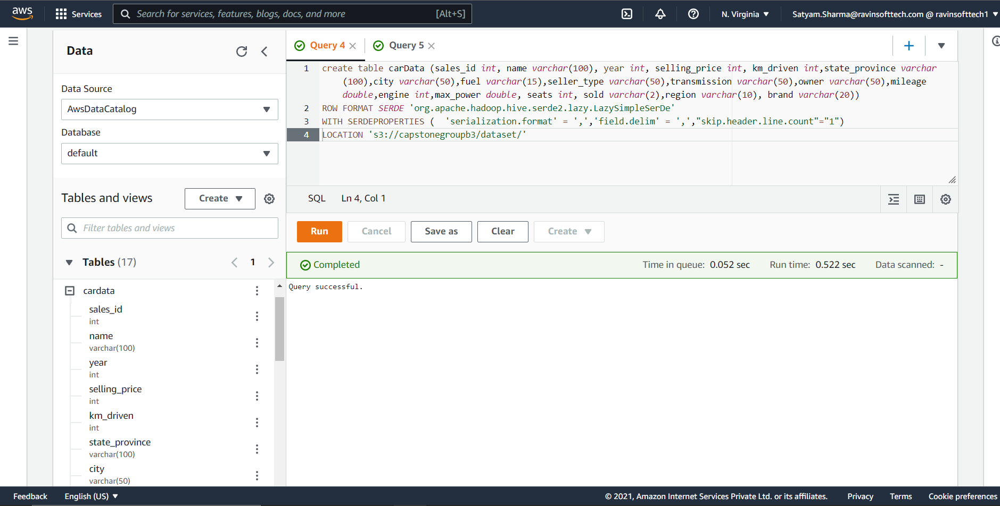 aws
Services
Search for services, features, blogs, docs, and more [Alt+S]
N. Virginia
Satyam.Sharma@ravinsofttech.com @ ravinsofttech1
Data
Data Source
AwsDataCatalog
Database
default
Tables and views
Create
Filter tables and views
Tables (17)
1
cardata
sales_id
int
name
varchar(100)
year
int
selling_price
int
km_driven
int
state_province
varchar(100)
city
varchar(50)
Query 4
Query 5
1 create table carData (sales_id int, name varchar(100), year int, selling_price int, km_driven int,state_province varchar
(100),city varchar(50),fuel varchar(15),seller_type varchar(50),transmission varchar(50),owner varchar(50),mileage
double,engine int,max_power double, seats int, sold varchar(2),region varchar(10), brand varchar(20))
2 ROW FORMAT SERDE 'org.apache.hadoop.hive.serde2.lazy.LazySimpleSerDe'
3 WITH SERDEPROPERTIES (  'serialization.format' = ',','field.delim' = ',',"skip.header.line.count"="1")
4 LOCATION 's3://capstonegroupb3/dataset/'
SQL Ln 4, Col 1
Run Cancel Save as Clear Create
Completed Time in queue: 0.052 sec Run time: 0.522 sec Data scanned: -
Query successful.
Feedback English (US) © 2021, Amazon Internet Services Private Ltd. or its affiliates. Privacy Terms Cookie preferences